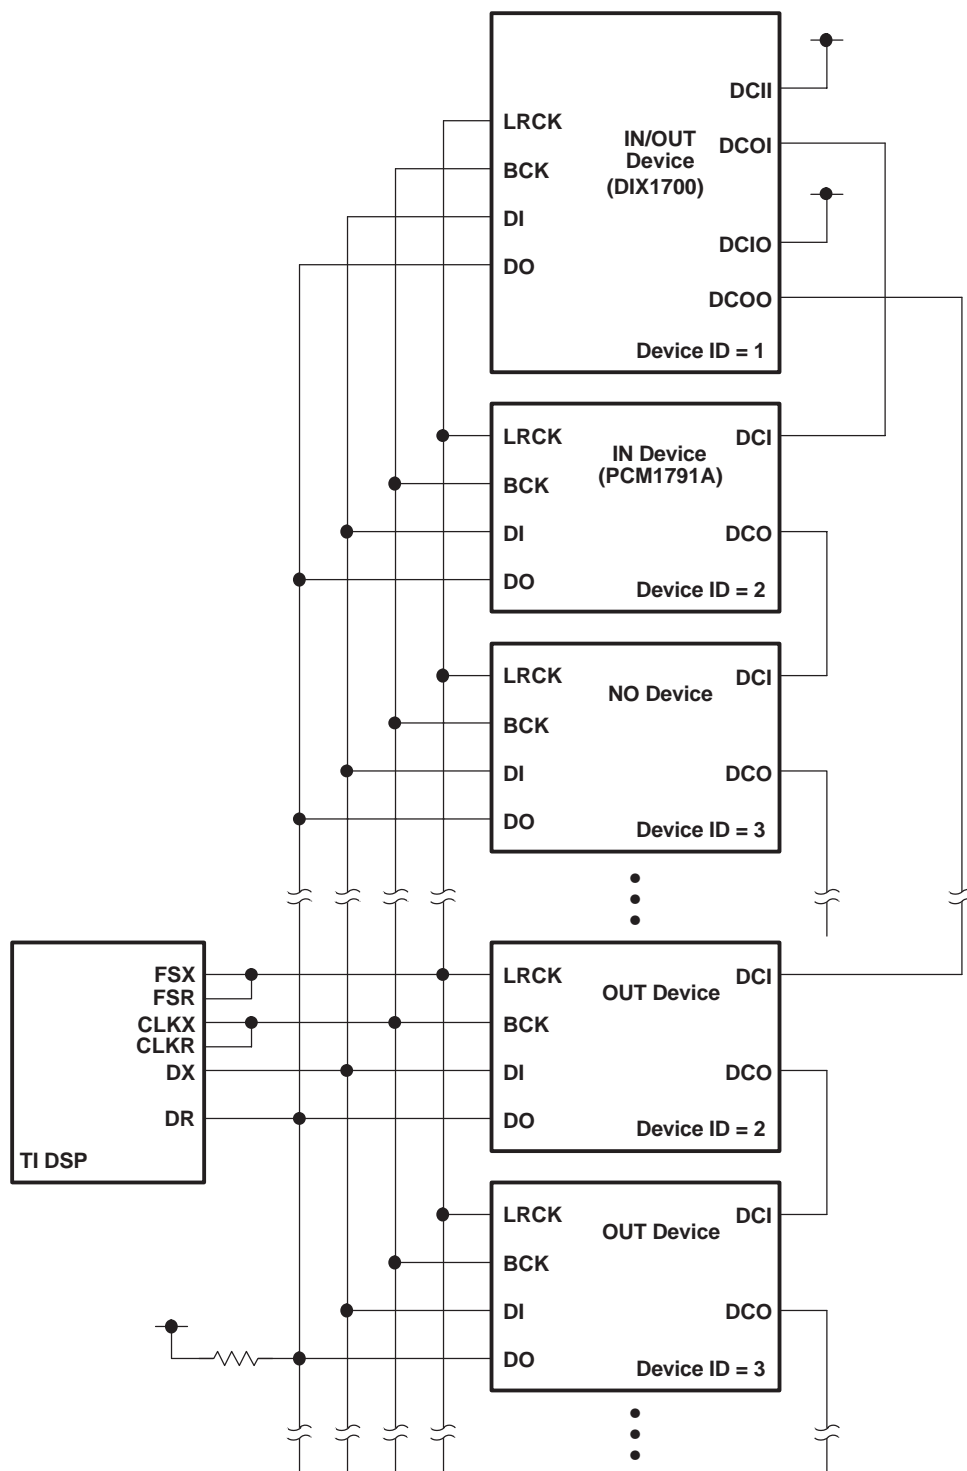 DCII
LRCK
IN/OUT
Device
(DIX1700)
DCOI
BCK
DI
DCIO
DO
DCOO
Device ID = 1
LRCK
DCI
IN Device
(PCM1791A)
BCK
DI
DCO
DO
Device ID = 2
LRCK
DCI
NO Device
BCK
DI
DCO
DO
Device ID = 3
FSX
FSR
CLKX
CLKR
DX
DR
TI DSP
LRCK
DCI
OUT Device
BCK
DI
DCO
DO
Device ID = 2
LRCK
DCI
OUT Device
BCK
DI
DCO
DO
Device ID = 3